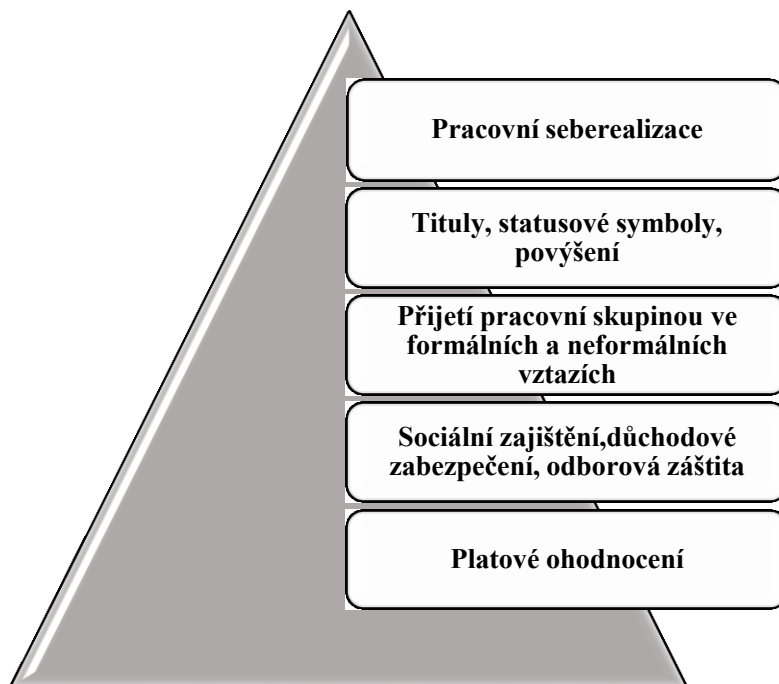 Pracovní seberealizace
Tituly, statusové symboly,
povýšení
Přijetí pracovní skupinou ve
formálních a neformálních
vztazích
Sociální zajištění,důchodové
zabezpečení, odborová záštita
Platové ohodnocení